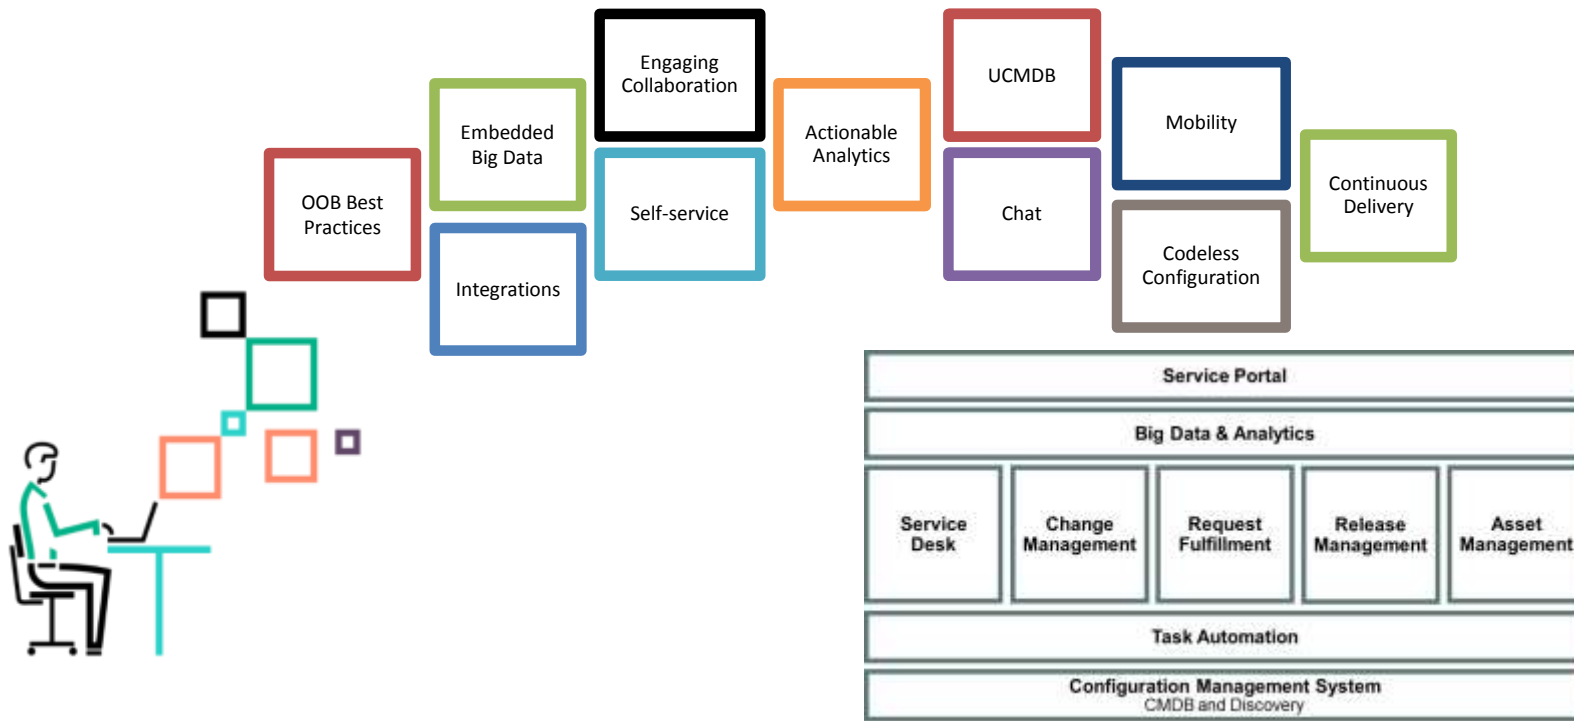 Engaging
Collaboration
UCMDB
Mobility
Embedded
Big Data
Actionable
Analytics
OOB Best
Practices
Self-service
Chat
Continuous
Delivery
Integrations
Codeless
Configuration
Service Portal
Big Data & Analytics
Service
Desk
Change
Management
Request
Fulfillment
Release
Management
Asset
Management
Task Automation
Configuration Management System
CMDB and Discovery